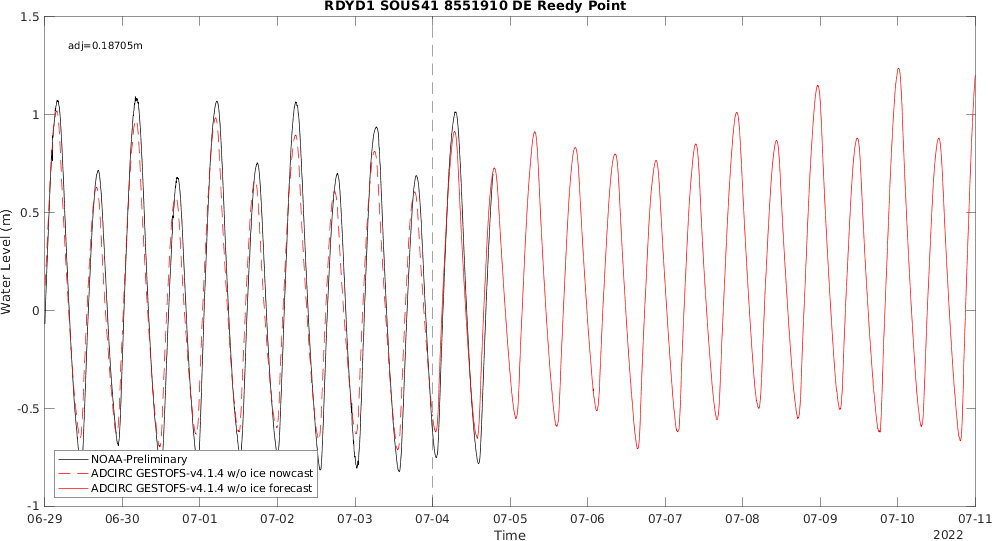 RDYD1 SOUS41 8551910 DE Reedy Point
adj=0.18705m
1.5
1
0.5
0
-0.5
-1
Water Level (m)
NOAA-Preliminary
ADCIRC GESTOFS-v4.1.4 w/o ice nowcast
ADCIRC GESTOFS-v4.1.4 w/o ice forecast
06-29 06-30 07-01 07-02 07-03 07-04 07-05 07-06 07-07 07-08 07-09 07-10 07-11
Time
2022